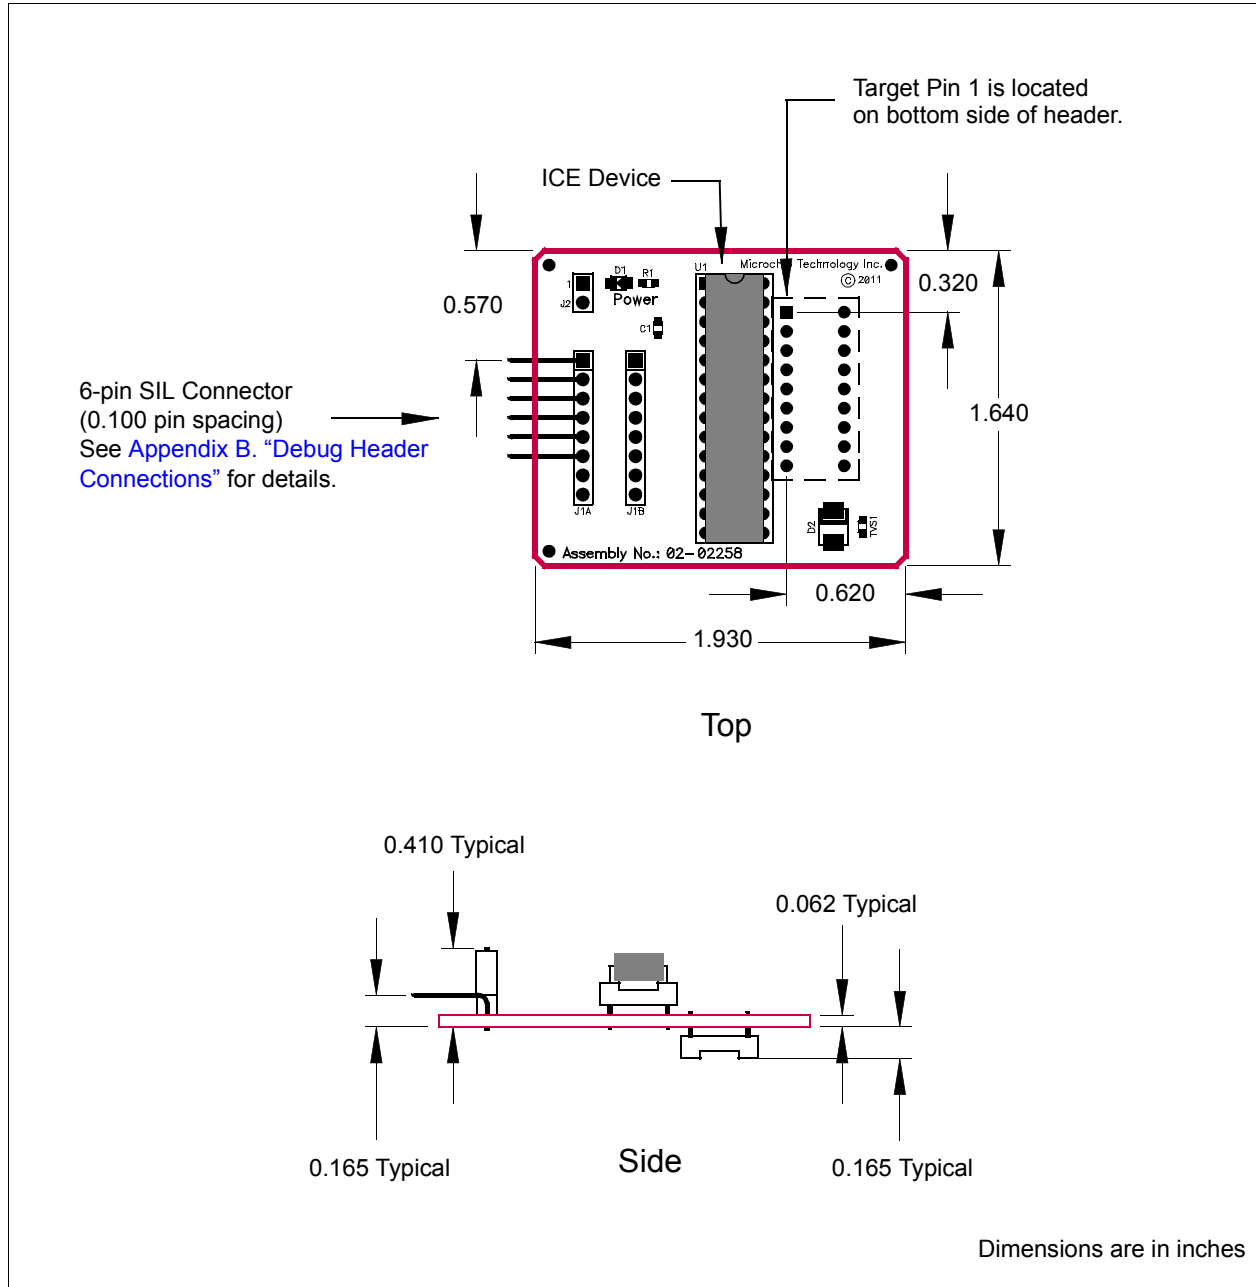 Target Pin 1 is located
on bottom side of header.
ICE Device
0.570
0.320
1.640
6-pin SIL Connector
(0.100 pin spacing)
See Appendix B. “Debug Header
Connections” for details.
U1
Technology Inc.
© 2011
D1
R1
1
J2
Power
C1
J1A
J1B
D2
TVS1
Assembly No.: 02-02258
0.620
1.930
Top
0.410 Typical
0.062 Typical
0.165 Typical
Side
0.165 Typical
Dimensions are in inches